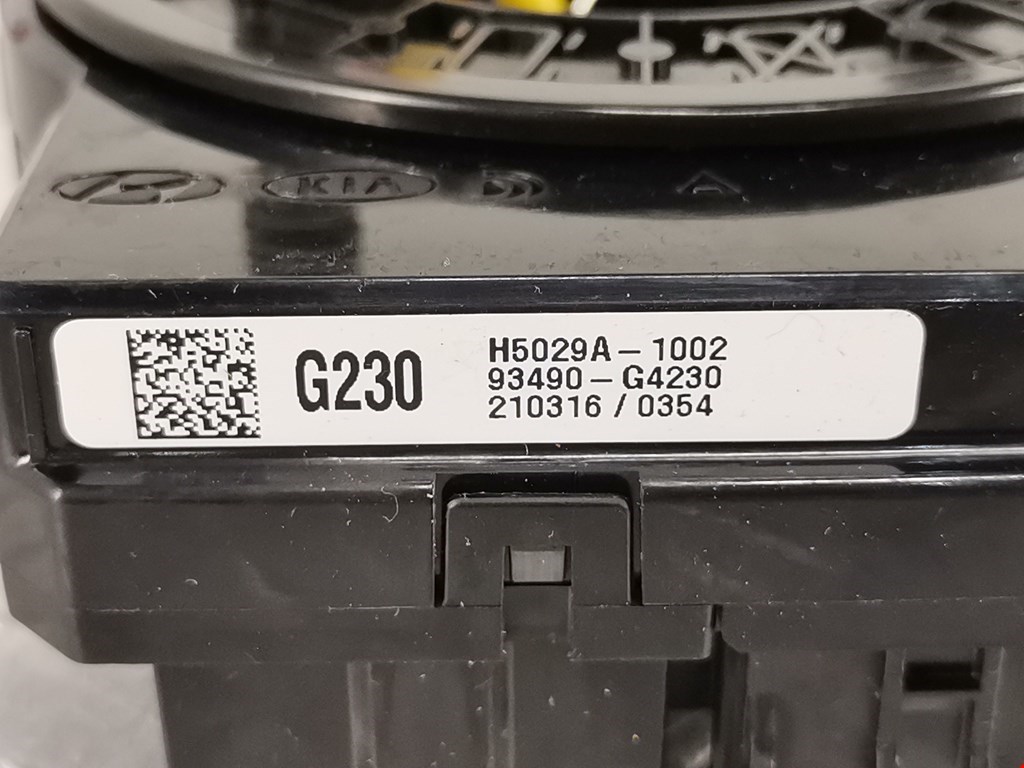 KIA
G230
H5029A – 1002
93490 – G4230
210316 / 0354